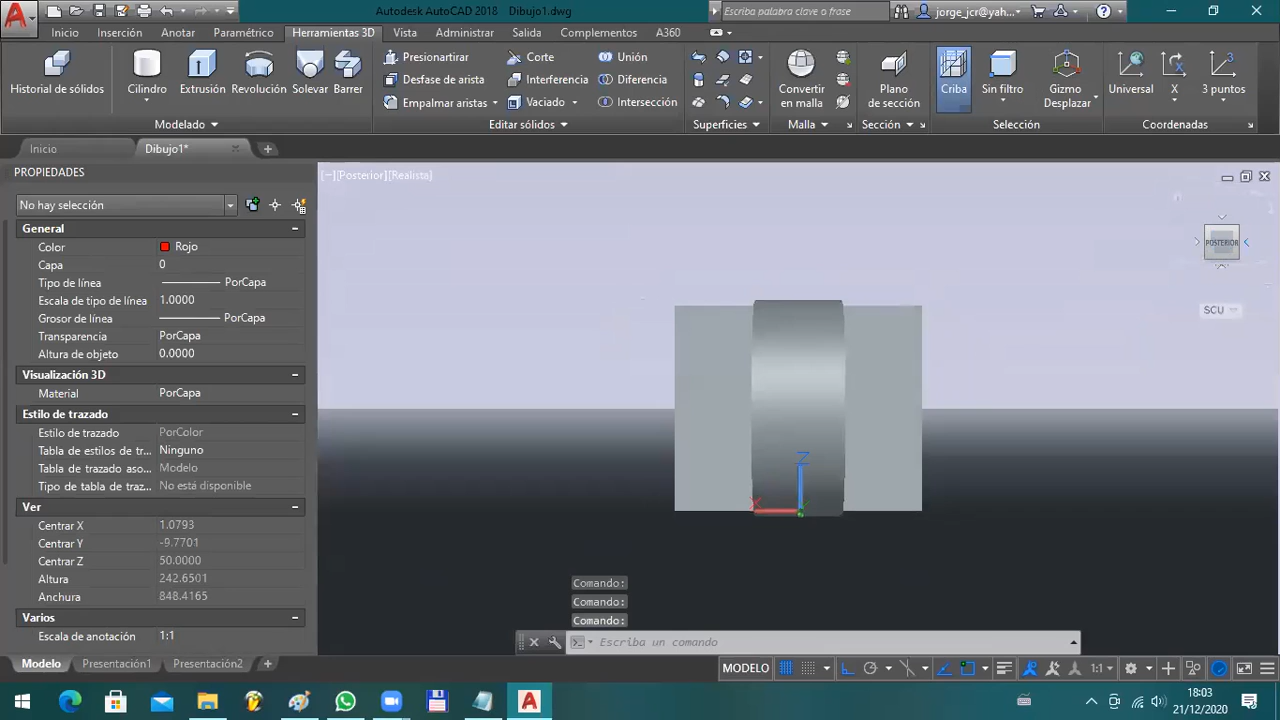 Autodesk AutoCAD 2018 Dibujo1.dwg
Escriba palabra clave o frase
jorge_jcr@yah...
Inicio Inserción Anotar Paramétrico Herramientas 3D Vista Administrar Salida Complementos A360
Historial de sólidos
Cilindro
Extrusión
Revolución
Solevar
Barrer
Presionartirar
Desfase de arista
Empalmar aristas
Corte
Interferencia
Vaciado
Unión
Diferencia
Intersección
Convertir
en malla
Plano
de sección
Criba
Sin filtro
Gizmo
Desplazar
Universal
X
3 puntos
Modelado
Editar sólidos
Superficies
Malla
Sección
Selección
Coordenadas
Inicio
Dibujo1*
PROPIEDADES
No hay selección
General
Color Rojo
Capa 0
Tipo de línea PorCapa
Escala de tipo de línea 1.0000
Grosor de línea PorCapa
Transparencia PorCapa
Altura de objeto 0.0000
Visualización 3D
Material PorCapa
Estilo de trazado
Estilo de trazado PorColor
Tabla de estilos de tr... Ninguno
Tabla de trazado aso... Modelo
Tipo de tabla de traz... No está disponible
Ver
Centrar X 1.0793
Centrar Y -9.7701
Centrar Z 50.0000
Altura 242.6501
Anchura 848.4165
Varios
Escala de anotación 1:1
[−][Posterior][Realista]
POSTERIOR
SCU
Z
X
Comando:
Comando:
Comando:
Escriba un comando
Modelo Presentación1 Presentación2
MODELO
1:1
18:03
21/12/2020